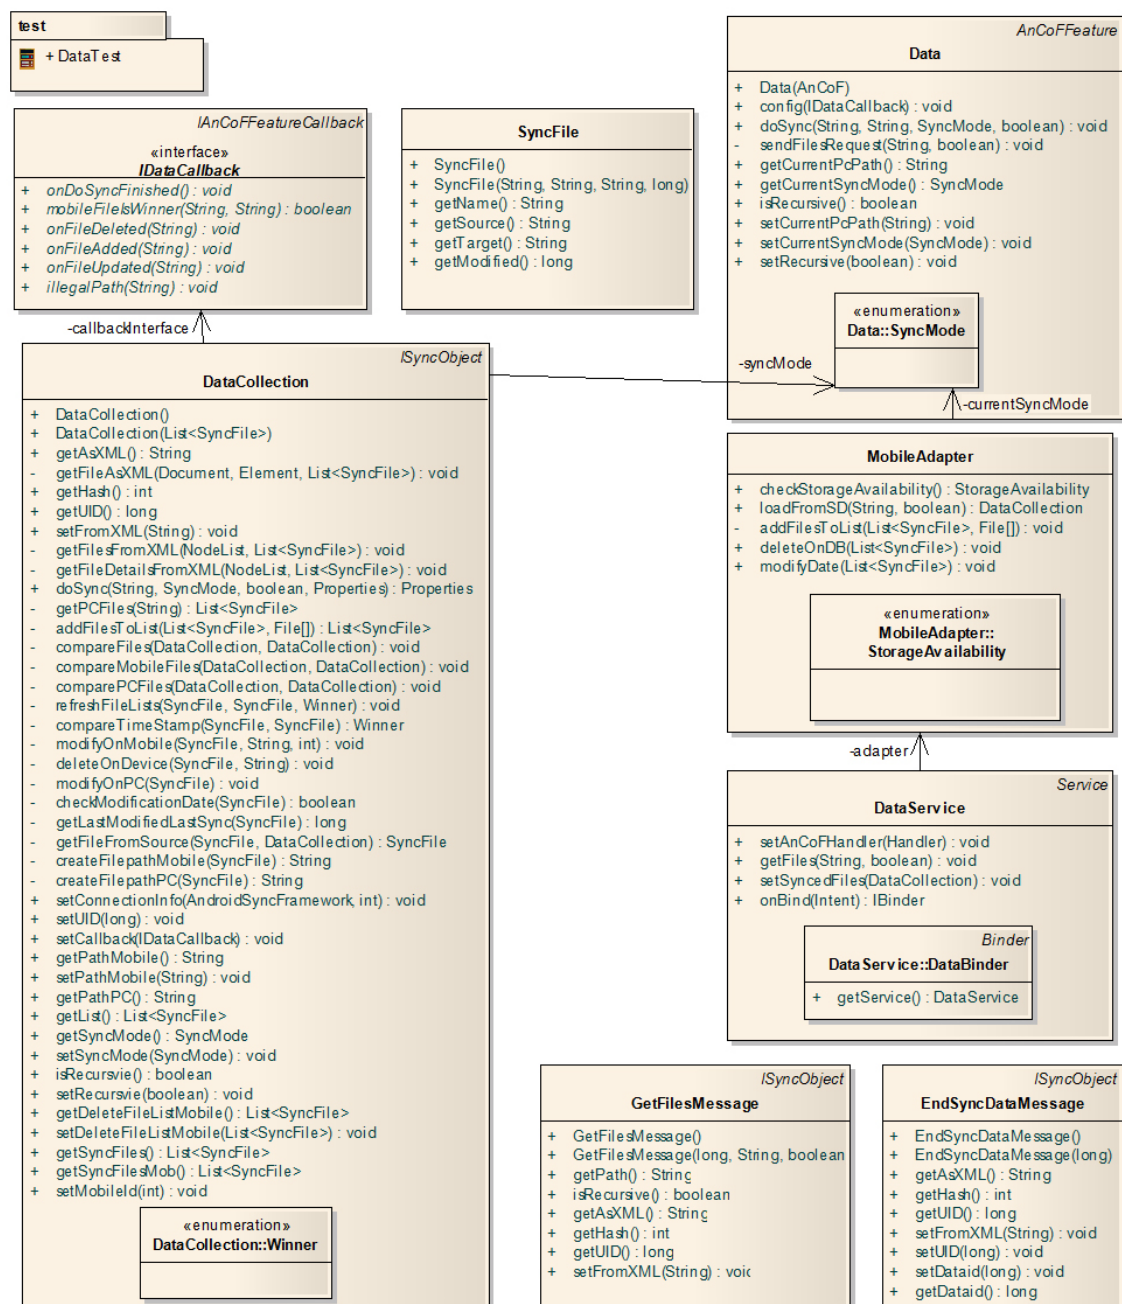 test
+ DataTest
IAnCoFFeatureCallback
«interface»
IDataCallback
+ onDoSyncFinished() : void
+ mobileFileIsWinner(String, String) : boolean
+ onFileDeleted(String) : void
+ onFileAdded(String) : void
+ onFileUpdated(String) : void
+ illegalPath(String) : void
SyncFile
+ SyncFile()
+ SyncFile(String, String, String, long)
+ getName() : String
+ getSource() : String
+ getTarget() : String
+ getModified() : long
AnCoFFeature
Data
+ Data(AnCoF)
+ config(IDataCallback) : void
+ doSync(String, String, SyncMode, boolean) : void
- sendFilesRequest(String, boolean) : void
+ getCurrentPcPath() : String
+ getCurrentSyncMode() : SyncMode
+ isRecursive() : boolean
+ setCurrentPcPath(String) : void
+ setCurrentSyncMode(SyncMode) : void
+ setRecursive(boolean) : void
«enumeration»
Data::SyncMode
-callbackInterface
-syncMode
-currentSyncMode
ISyncObject
DataCollection
+ DataCollection()
+ DataCollection(List<SyncFile>)
+ getAsXML() : String
- getFileAsXML(Document, Element, List<SyncFile>) : void
+ getHash() : int
+ getUID() : long
+ setFromXML(String) : void
- getFilesFromXML(NodeList, List<SyncFile>) : void
- getFileDetailsFromXML(NodeList, List<SyncFile>) : void
+ doSync(String, SyncMode, boolean, Properties) : Properties
- getPCFiles(String) : List<SyncFile>
- addFilesToList(List<SyncFile>, File[]) : List<SyncFile>
- compareFiles(DataCollection, DataCollection) : void
- compareMobileFiles(DataCollection, DataCollection) : void
- comparePCFiles(DataCollection, DataCollection) : void
- refreshFileLists(SyncFile, SyncFile, Winner) : void
- compareTimeStamp(SyncFile, SyncFile) : Winner
- modifyOnMobile(SyncFile, String, int) : void
- deleteOnDevice(SyncFile, String) : void
- modifyOnPC(SyncFile) : void
- checkModificationDate(SyncFile) : boolean
- getLastModifiedLastSync(SyncFile) : long
- getFileFromSource(SyncFile, DataCollection) : SyncFile
- createFilepathMobile(SyncFile) : String
- createFilepathPC(SyncFile) : String
+ setConnectionInfo(AndroidSyncFramework, int) : void
+ setUID(long) : void
+ setCallback(IDataCallback) : void
+ getPathMobile() : String
+ setPathMobile(String) : void
+ getPathPC() : String
+ getList() : List<SyncFile>
+ getSyncMode() : SyncMode
+ setSyncMode(SyncMode) : void
+ isRecursvie() : boolean
+ setRecursvie(boolean) : void
+ getDeleteFileListMobile() : List<SyncFile>
+ setDeleteFileListMobile(List<SyncFile>) : void
+ getSyncFiles() : List<SyncFile>
+ getSyncFilesMob() : List<SyncFile>
+ setMobileId(int) : void
«enumeration»
DataCollection::Winner
MobileAdapter
+ checkStorageAvailability() : StorageAvailability
+ loadFromSD(String, boolean) : DataCollection
- addFilesToList(List<SyncFile>, File[]) : void
+ deleteOnDB(List<SyncFile>) : void
+ modifyDate(List<SyncFile>) : void
«enumeration»
MobileAdapter::
StorageAvailability
-adapter
Service
DataService
+ setAnCoFHandler(Handler) : void
+ getFiles(String, boolean) : void
+ setSyncedFiles(DataCollection) : void
+ onBind(Intent) : IBinder
Binder
DataService::DataBinder
+ getService() : DataService
ISyncObject
GetFilesMessage
+ GetFilesMessage()
+ GetFilesMessage(long, String, boolean
+ getPath() : String
+ isRecursive() : boolean
+ getAsXML() : String
+ getHash() : int
+ getUID() : long
+ setFromXML(String) : void
ISyncObject
EndSyncDataMessage
+ EndSyncDataMessage()
+ EndSyncDataMessage(long)
+ getAsXML() : String
+ getHash() : int
+ getUID() : long
+ setFromXML(String) : void
+ setUID(long) : void
+ setDataid(long) : void
+ getDataid() : long